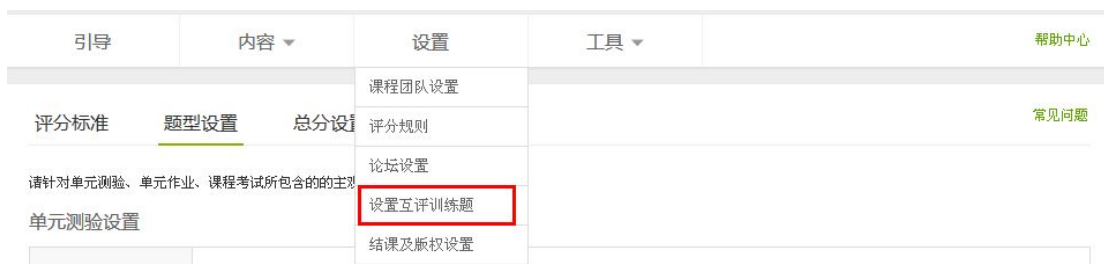 引导 内容 设置 工具 帮助中心
课程团队设置
评分标准 题型设置 总分设 评分规则 常见问题
论坛设置
请针对单元测验、单元作业、课程考试所包含的的主观
设置互评训练题
单元测验设置
结课及版权设置